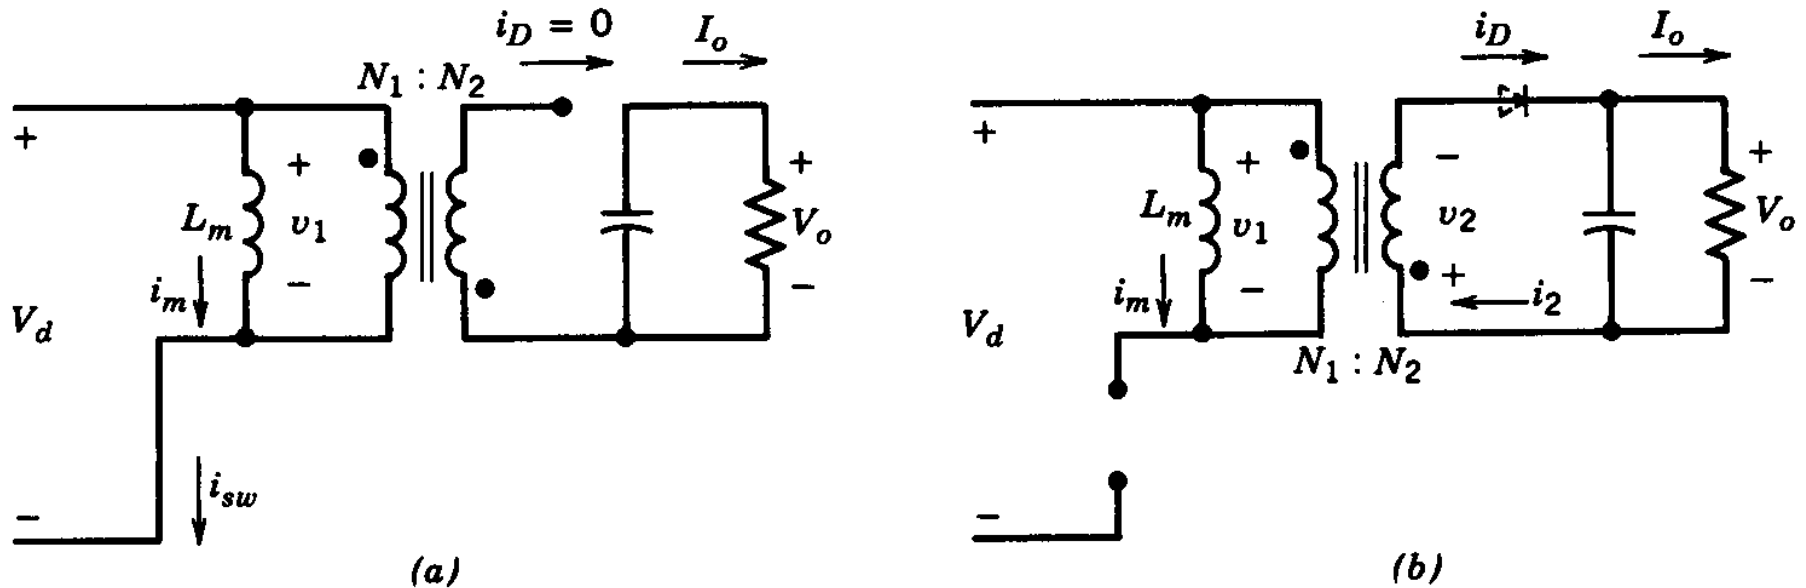 i_D = 0
I_o
N_1 : N_2
+
+
+
L_m
v_1
V_o
i_m
−
−
V_d
i_sw
−
(a)
i_D
I_o
+
+
−
+
L_m
v_1
v_2
V_o
i_m
−
+
i_2
−
V_d
N_1 : N_2
−
(b)